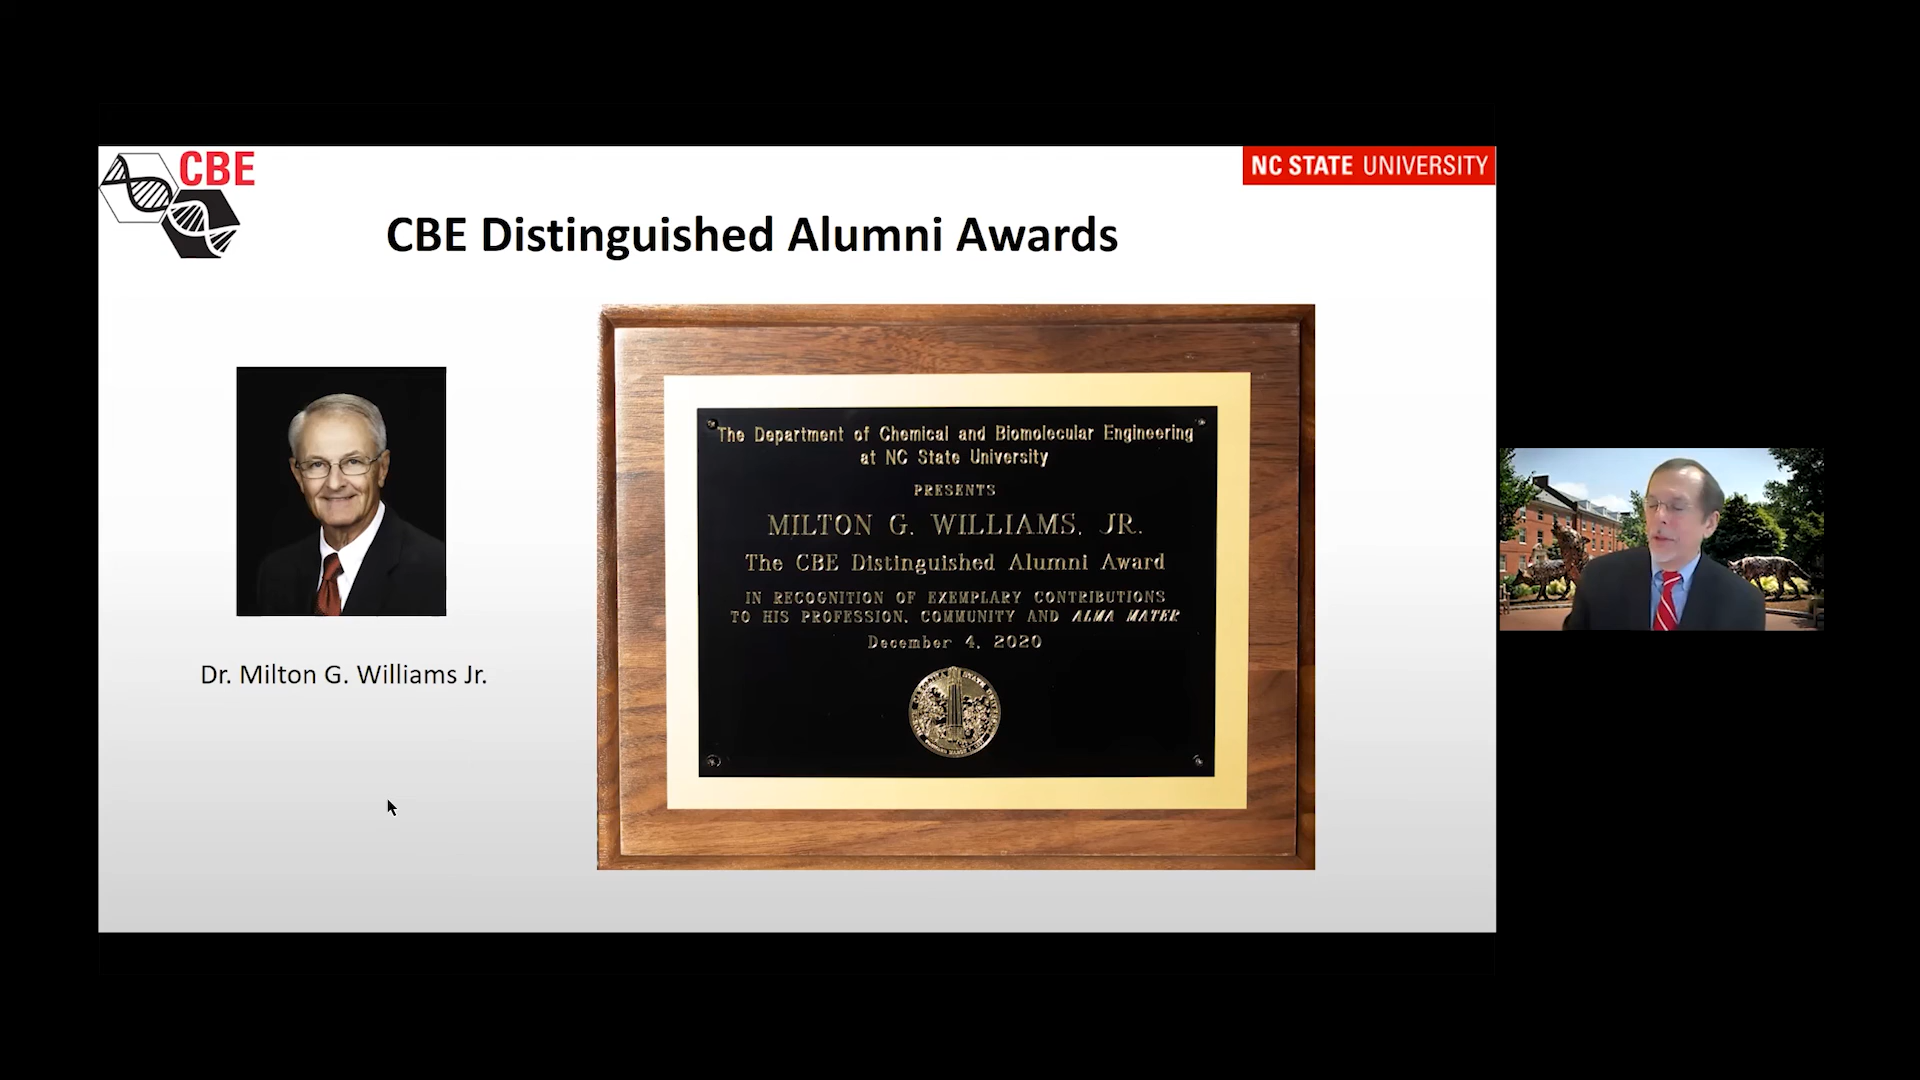 CBE
NC STATE UNIVERSITY
CBE Distinguished Alumni Awards
The Department of Chemical and Biomolecular Engineering
at NC State University
PRESENTS
MILTON G. WILLIAMS, JR.
The CBE Distinguished Alumni Award
IN RECOGNITION OF EXEMPLARY CONTRIBUTIONS
TO HIS PROFESSION, COMMUNITY AND ALMA MATER
December 4, 2020
Dr. Milton G. Williams Jr.